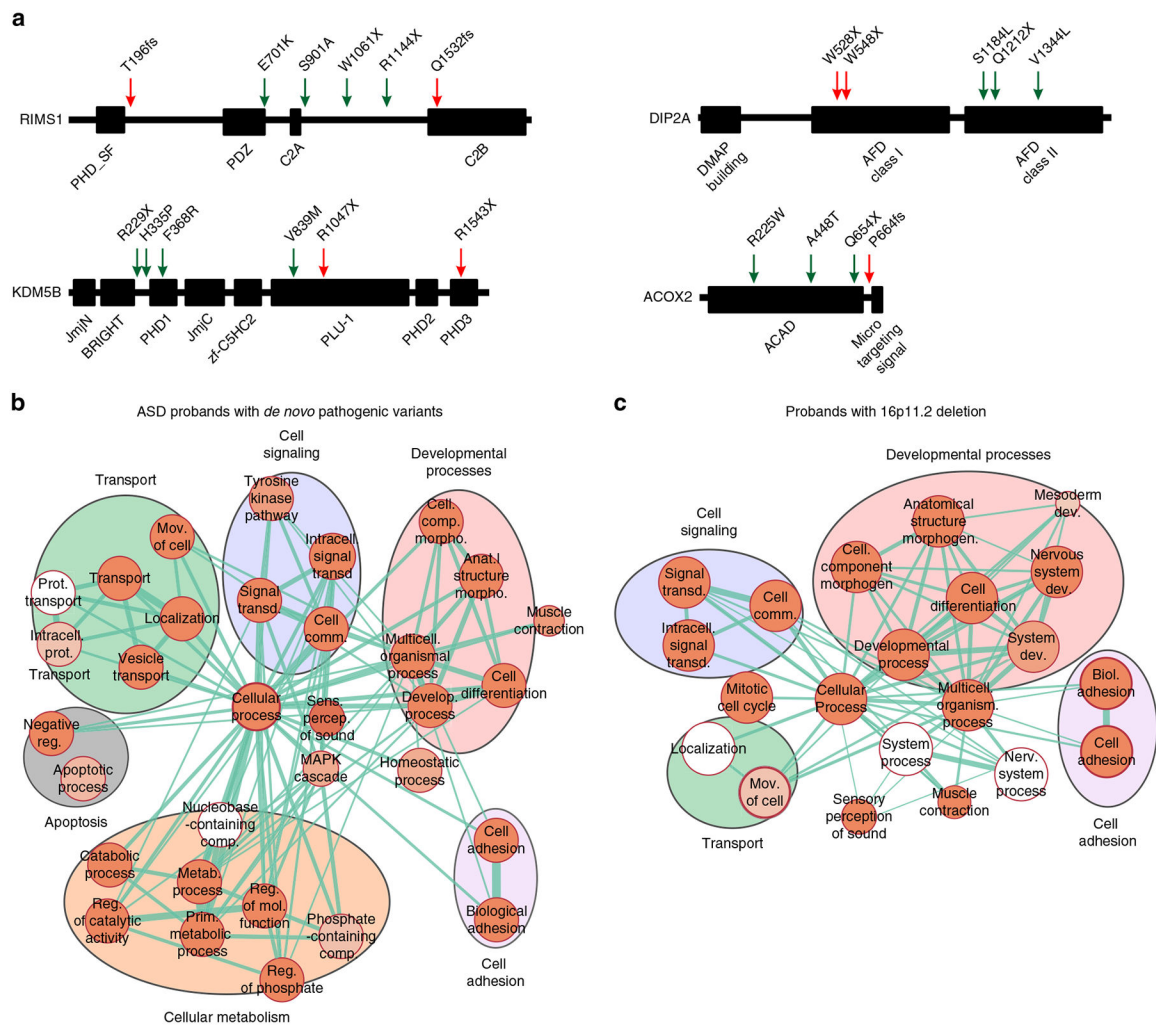 a
T196fs
E701K
S901A
W1061X
R1144X
Q1532fs
RIMS1
PHD_SF
PDZ
C2A
C2B
W528X
W548X
S1184L
Q1212X
V1344L
DIP2A
DMAP
building
AFD
class I
AFD
class II
R229X
H335P
F368R
V839M
R1047X
R1543X
KDM5B
JmjN
BRIGHT
PHD1
JmjC
zf-C5HC2
PLU-1
PHD2
PHD3
R225W
A448T
Q654X
P664fs
ACOX2
ACAD
Micro
targeting
signal
b
ASD probands with de novo pathogenic variants
Cell
signaling
Developmental
processes
Transport
Tyrosine
kinase
pathway
Cell.
comp.
morpho.
Mov.
of cell
Intracell.
signal
transd
Anat.l
structure
morpho.
Prot.
transport
Transport
Signal
transd.
Localization
Cell
comm.
Muscle
contraction
Intracell.
prot.
Transport
Vesicle
transport
Multicell.
organismal
process
Cell
differentiation
Cellular
process
Sens.
percep.
of sound
Develop.
process
Negative
reg.
MAPK
cascade
Homeostatic
process
Apoptotic
process
Apoptosis
Nucleobase
-containing
comp.
Cell
adhesion
Catabolic
process
Metab.
process
Reg.
of mol.
function
Reg.
of catalytic
activity
Prim.
metabolic
process
Phosphate
-containing
comp.
Biological
adhesion
Reg.
of phosphate
Cell
adhesion
Cellular metabolism
c
Probands with 16p11.2 deletion
Developmental processes
Cell
signaling
Anatomical
structure
morphogen.
Mesoderm
dev.
Cell.
component
morphogen
Nervous
system
dev.
Signal
transd.
Cell
comm.
Cell
differentiation
Intracell.
signal
transd.
Developmental
process
System
dev.
Mitotic
cell cycle
Cellular
Process
Multicell.
organism.
process
Biol.
adhesion
Localization
System
process
Cell
adhesion
Nerv.
system
process
Mov.
of cell
Sensory
perception
of sound
Muscle
contraction
Transport
Cell
adhesion